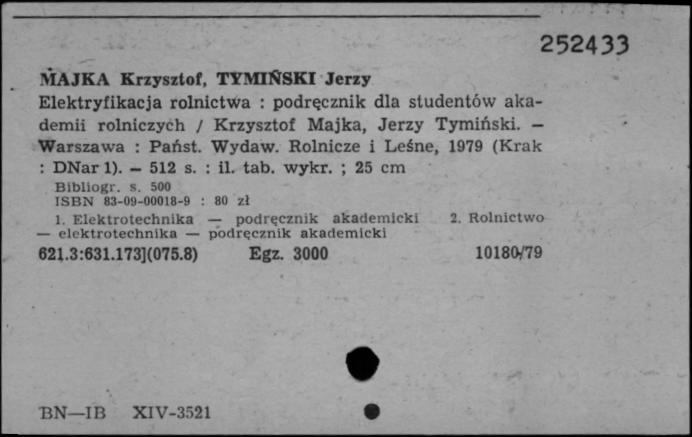 252433
MAJKA Krzysztof, TYMIŃSKI Jerzy
Elektryfikacja rolnictwa : podręcznik dla studentów aka-
demii rolniczych / Krzysztof Majka, Jerzy Tymiński. —
Warszawa : Państ. Wydaw. Rolnicze i Leśne, 1979 (Krak
: DNar 1). — 512 s. : il. tab. wykr. ; 25 cm
Bibliogr. s. 500
ISBN 83-09-00018-9 : 80 zł
1. Elektrotechnika — podręcznik akademicki 2. Rolnictwo
— elektrotechnika — podręcznik akademicki
621.3:631.173](075.8) Egz. 3000 10180/79
BN—IB XIV-3521